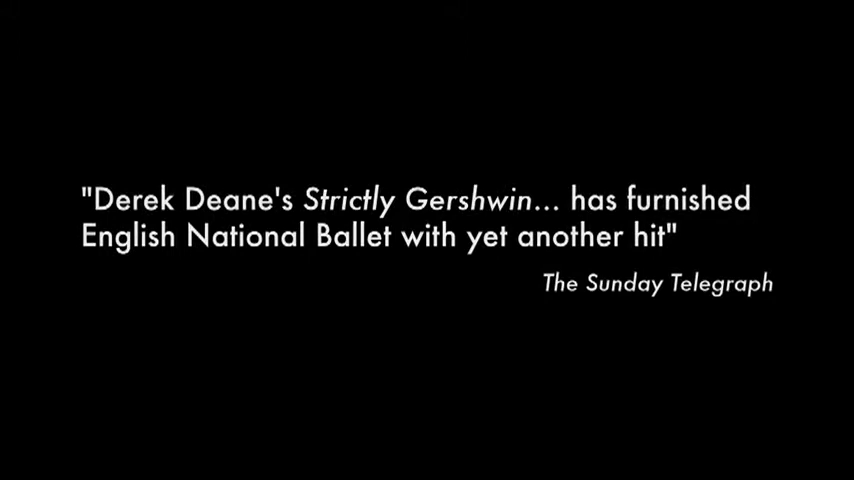 "Derek Deane's Strictly Gershwin... has furnished
English National Ballet with yet another hit"
The Sunday Telegraph